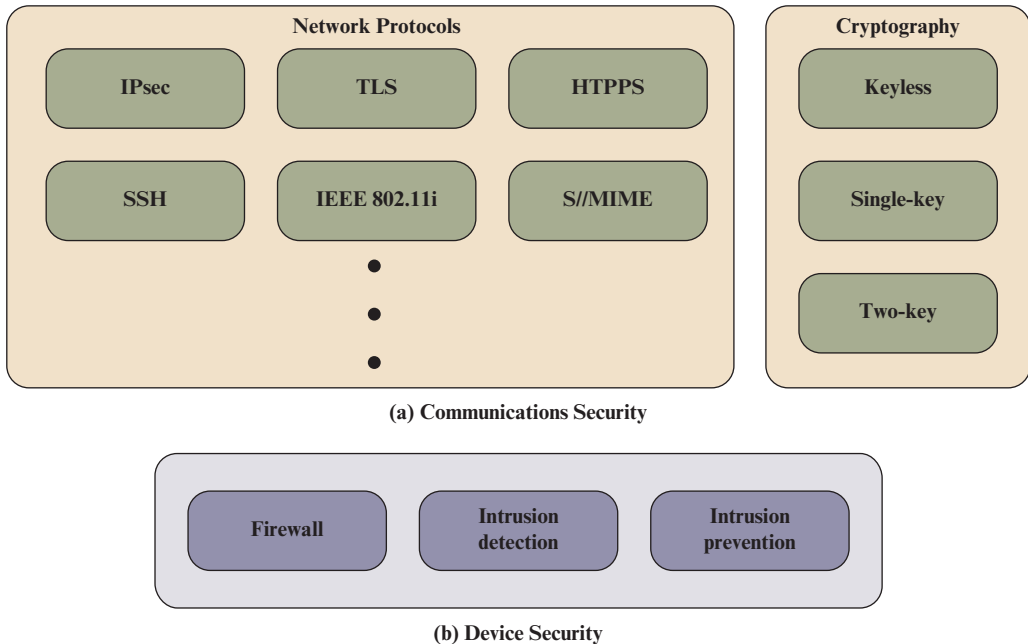 Network Protocols
IPsec
TLS
HTPPS
SSH
IEEE 802.11i
S//MIME
Cryptography
Keyless
Single-key
Two-key
(a) Communications Security
Firewall
Intrusion
detection
Intrusion
prevention
(b) Device Security